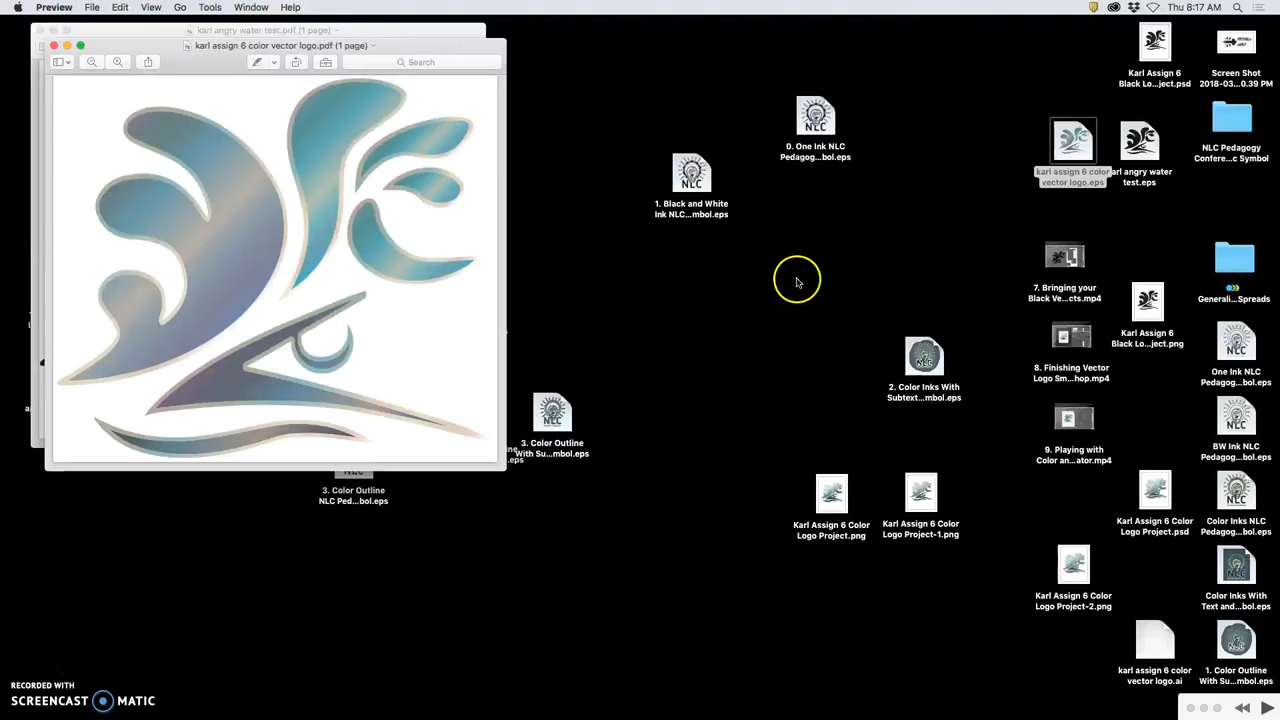 Preview File Edit View Go Tools Window Help
Thu 8:17 AM
karl angry water test.pdf (1 page)
karl assign 6 color vector logo.pdf (1 page)
Search
Karl Assign 6
Black Lo...ject.psd
Screen Shot
2018-03...0.39 PM
0. One Ink NLC
Pedagog...bol.eps
1. Black and White
Ink NLC...mbol.eps
karl assign 6 color
vector logo.eps
arl angry water
test.eps
NLC Pedagogy
Confere...c Symbol
7. Bringing your
Black Ve...cts.mp4
Karl Assign 6
Black Lo...ject.png
Generali...Spreads
8. Finishing Vector
Logo Sm...hop.mp4
One Ink NLC
Pedagog...bol.eps
2. Color Inks With
Subtext...mbol.eps
3. Color Outline
With Su...mbol.eps
9. Playing with
Color an...ator.mp4
BW Ink NLC
Pedagog...bol.eps
3. Color Outline
NLC Ped...bol.eps
Karl Assign 6 Color
Logo Project.png
Karl Assign 6 Color
Logo Project-1.png
Karl Assign 6 Color
Logo Project.psd
Color Inks NLC
Pedagog...bol.eps
Karl Assign 6 Color
Logo Project-2.png
Color Inks With
Text and...bol.eps
karl assign 6 color
vector logo.ai
1. Color Outline
With Su...mbol.eps
RECORDED WITH
SCREENCAST MATIC